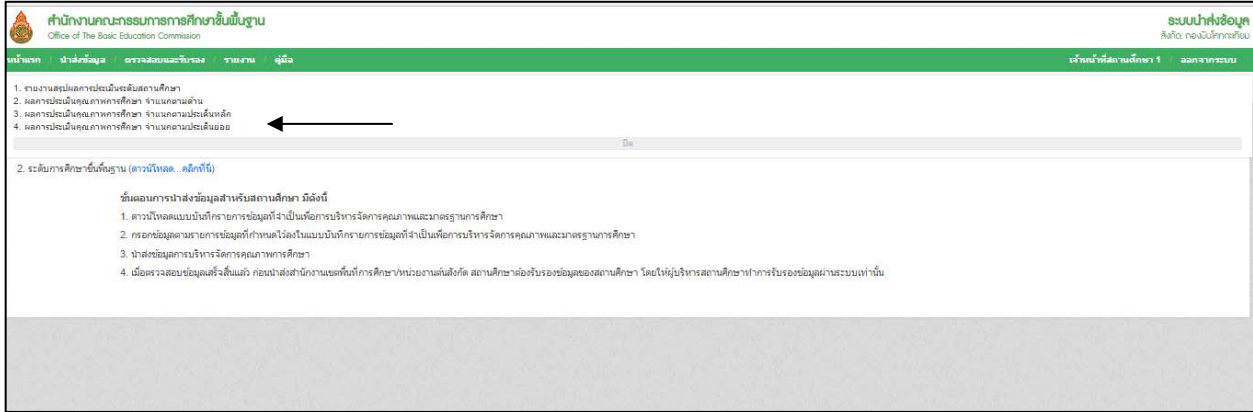 สำนักงานคณะกรรมการการศึกษาขั้นพื้นฐาน
Office of The Basic Education Commission
ระบบนำส่งข้อมูล
สังกัด:
หน้าแรก / นำส่งข้อมูล / ตรวจสอบและรับรอง / รายงาน / คู่มือ
เจ้าหน้าที่สถานศึกษา 1 / ออกจากระบบ
1. รายงานสรุปผลการประเมินระดับสถานศึกษา
2. ผลการประเมินคุณภาพการศึกษา จำแนกตามด้าน
3. ผลการประเมินคุณภาพการศึกษา จำแนกตามประเด็นหลัก
4. ผลการประเมินคุณภาพการศึกษา จำแนกตามประเด็นย่อย
ปิด
2. ระดับการศึกษาขึ้นพื้นฐาน (ดาวน์โหลด...คลิกที่นี่)
ขั้นตอนการนำส่งข้อมูลสำหรับสถานศึกษา มีดังนี้
1. ดาวน์โหลดแบบบันทึกรายการข้อมูลที่จำเป็นเพื่อการบริหารจัดการคุณภาพและมาตรฐานการศึกษา
2. กรอกข้อมูลตามรายการข้อมูลที่กำหนดไว้ลงในแบบบันทึกรายการข้อมูลที่จำเป็นเพื่อการบริหารจัดการคุณภาพและมาตรฐานการศึกษา
3. นำส่งข้อมูลการบริหารจัดการคุณภาพการศึกษา
4. เมื่อตรวจสอบข้อมูลเสร็จสิ้นแล้ว ก่อนนำส่งสำนักงานเขตพื้นที่การศึกษา/หน่วยงานต้นสังกัด สถานศึกษาต้องรับรองข้อมูลของสถานศึกษา โดยให้ผู้บริหารสถานศึกษาทำการรับรองข้อมูลผ่านระบบเท่านั้น